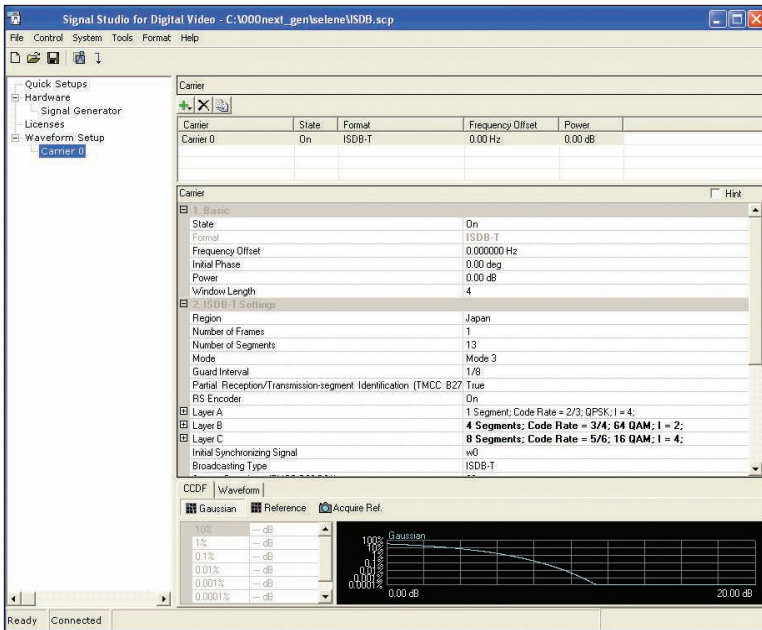 Signal Studio for Digital Video - C:\000next_gen\selene\ISDB.scp
File Control System Tools Format Help
Quick Setups
Hardware
Signal Generator
Licenses
Waveform Setup
Carrier 0
Carrier
Carrier State Format Frequency Offset Power
Carrier 0 On ISDB-T 0.00 Hz 0.00 dB
Carrier Hint
1. Basic
State On
Format ISDB-T
Frequency Offset 0.000000 Hz
Initial Phase 0.00 deg
Power 0.00 dB
Window Length 4
2. ISDB-T Settings
Region Japan
Number of Frames 1
Number of Segments 13
Mode Mode 3
Guard Interval 1/8
Partial Reception/Transmission-segment Identification (TMCC B27 True
RS Encoder On
Layer A 1 Segment; Code Rate = 2/3; QPSK; I = 4;
Layer B 4 Segments; Code Rate = 3/4; 64 QAM; I = 2;
Layer C 8 Segments; Code Rate = 5/6; 16 QAM; I = 4;
Initial Synchronizing Signal w0
Broadcasting Type ISDB-T
CCDF Waveform
Gaussian Reference Acquire Ref.
10% -- dB
1% -- dB
0.1% -- dB
0.01% -- dB
0.001% -- dB
0.0001% -- dB
Gaussian
100%
10%
1%
0.1%
0.01%
0.001%
0.0001%
0.00 dB 20.00 dB
Ready Connected